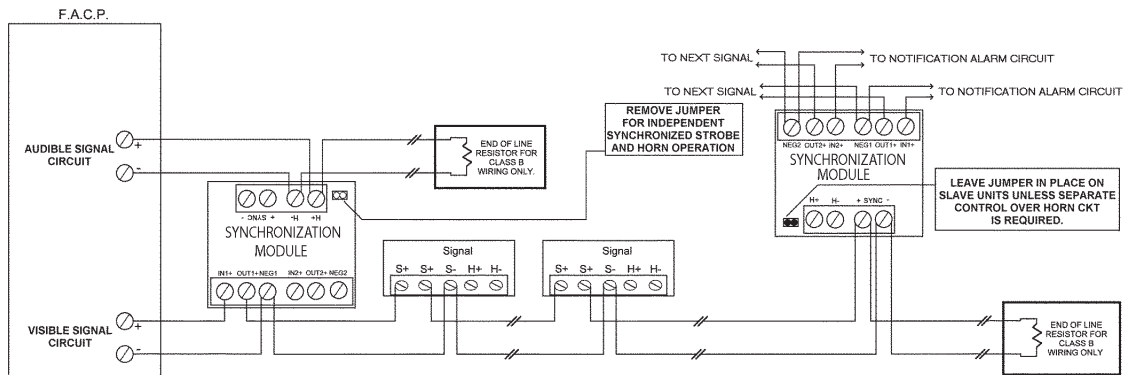 F.A.C.P.
AUDIBLE SIGNAL
CIRCUIT
+
-
END OF LINE
RESISTOR FOR
CLASS B
WIRING ONLY.
REMOVE JUMPER
FOR INDEPENDENT
SYNCHRONIZED STROBE
AND HORN OPERATION
- SYNC + H- H+
SYNCHRONIZATION
MODULE
IN1+ OUT1+ NEG1 IN2+ OUT2+ NEG2
VISIBLE SIGNAL
CIRCUIT
+
-
Signal
S+ S+ S- H+ H-
Signal
S+ S+ S- H+ H-
TO NEXT SIGNAL
TO NOTIFICATION ALARM CIRCUIT
TO NEXT SIGNAL
TO NOTIFICATION ALARM CIRCUIT
NEG2 OUT2+ IN2+ NEG1 OUT1+ IN1+
SYNCHRONIZATION
MODULE
H+ H- + SYNC -
LEAVE JUMPER IN PLACE ON
SLAVE UNITS UNLESS SEPARATE
CONTROL OVER HORN CKT
IS REQUIRED.
END OF LINE
RESISTOR FOR
CLASS B
WIRING ONLY